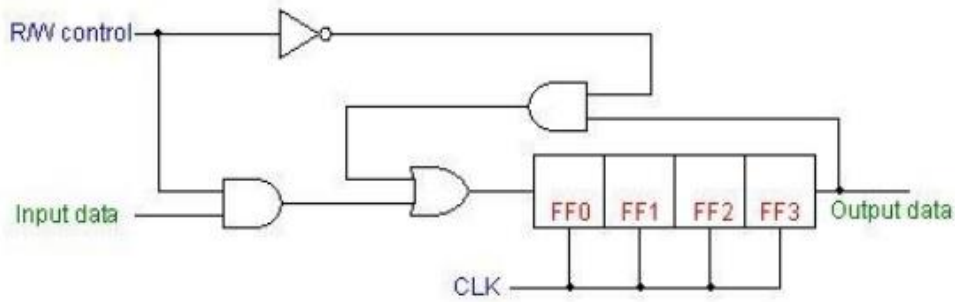 R/W control
Input data
FF0 FF1 FF2 FF3
Output data
CLK